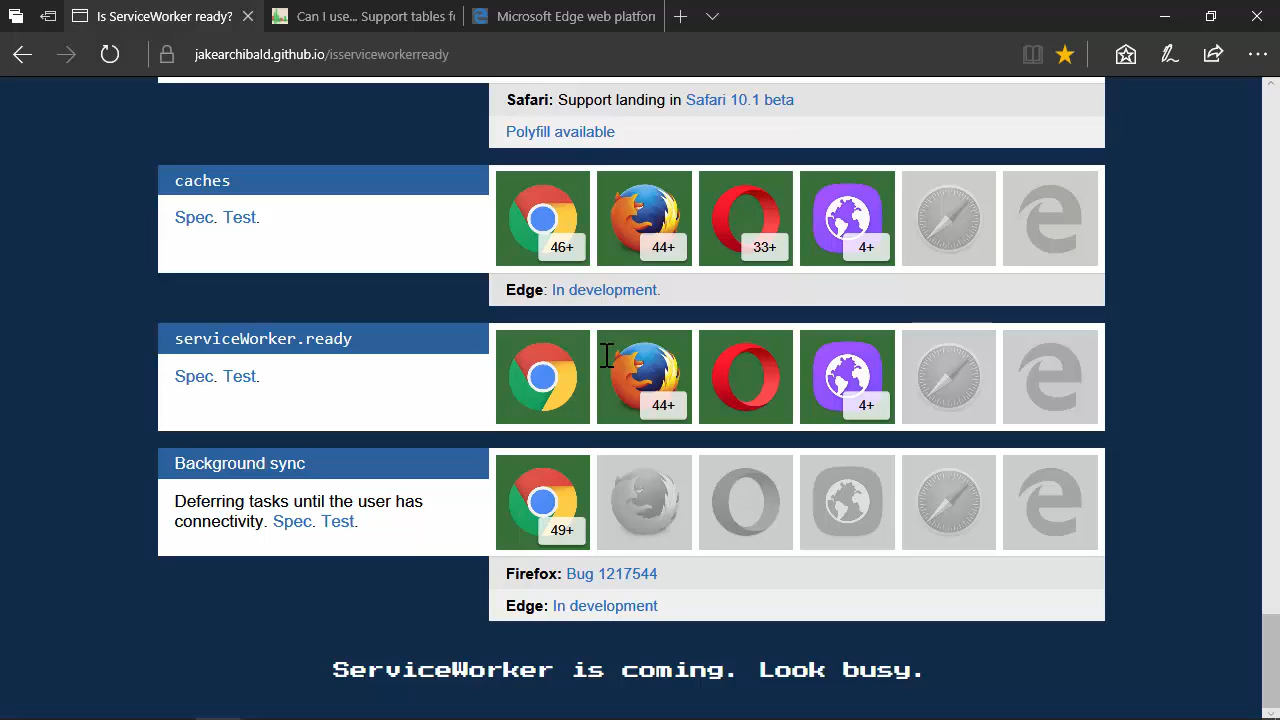 Is ServiceWorker ready?
Can I use... Support tables fo
Microsoft Edge web platforn
jakearchibald.github.io/isserviceworkerready
Safari: Support landing in Safari 10.1 beta
Polyfill available
caches
Spec. Test.
46+ 44+ 33+ 4+
Edge: In development.
serviceWorker.ready
Spec. Test.
44+ 4+
Background sync
Deferring tasks until the user has
connectivity. Spec. Test.
49+
Firefox: Bug 1217544
Edge: In development
ServiceWorker is coming. Look busy.